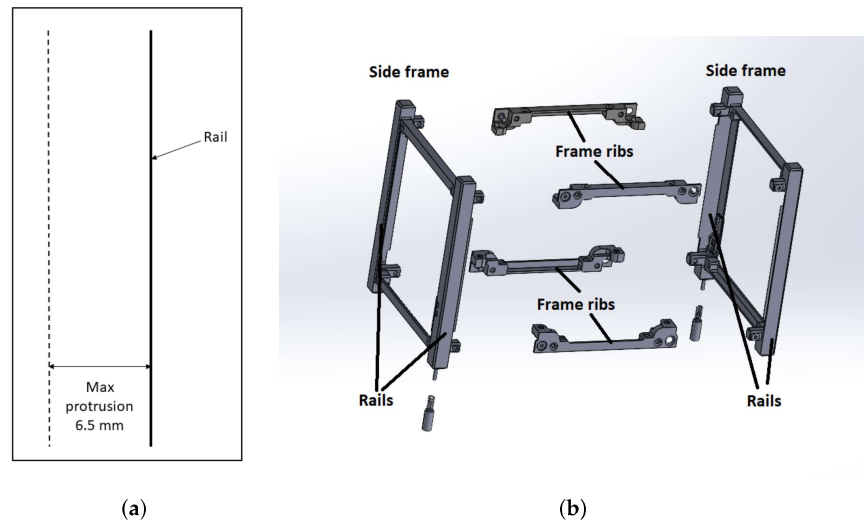 Rail
Max
protrusion
6.5 mm
(a)
Side frame
Side frame
Frame ribs
Frame ribs
Rails
Rails
(b)